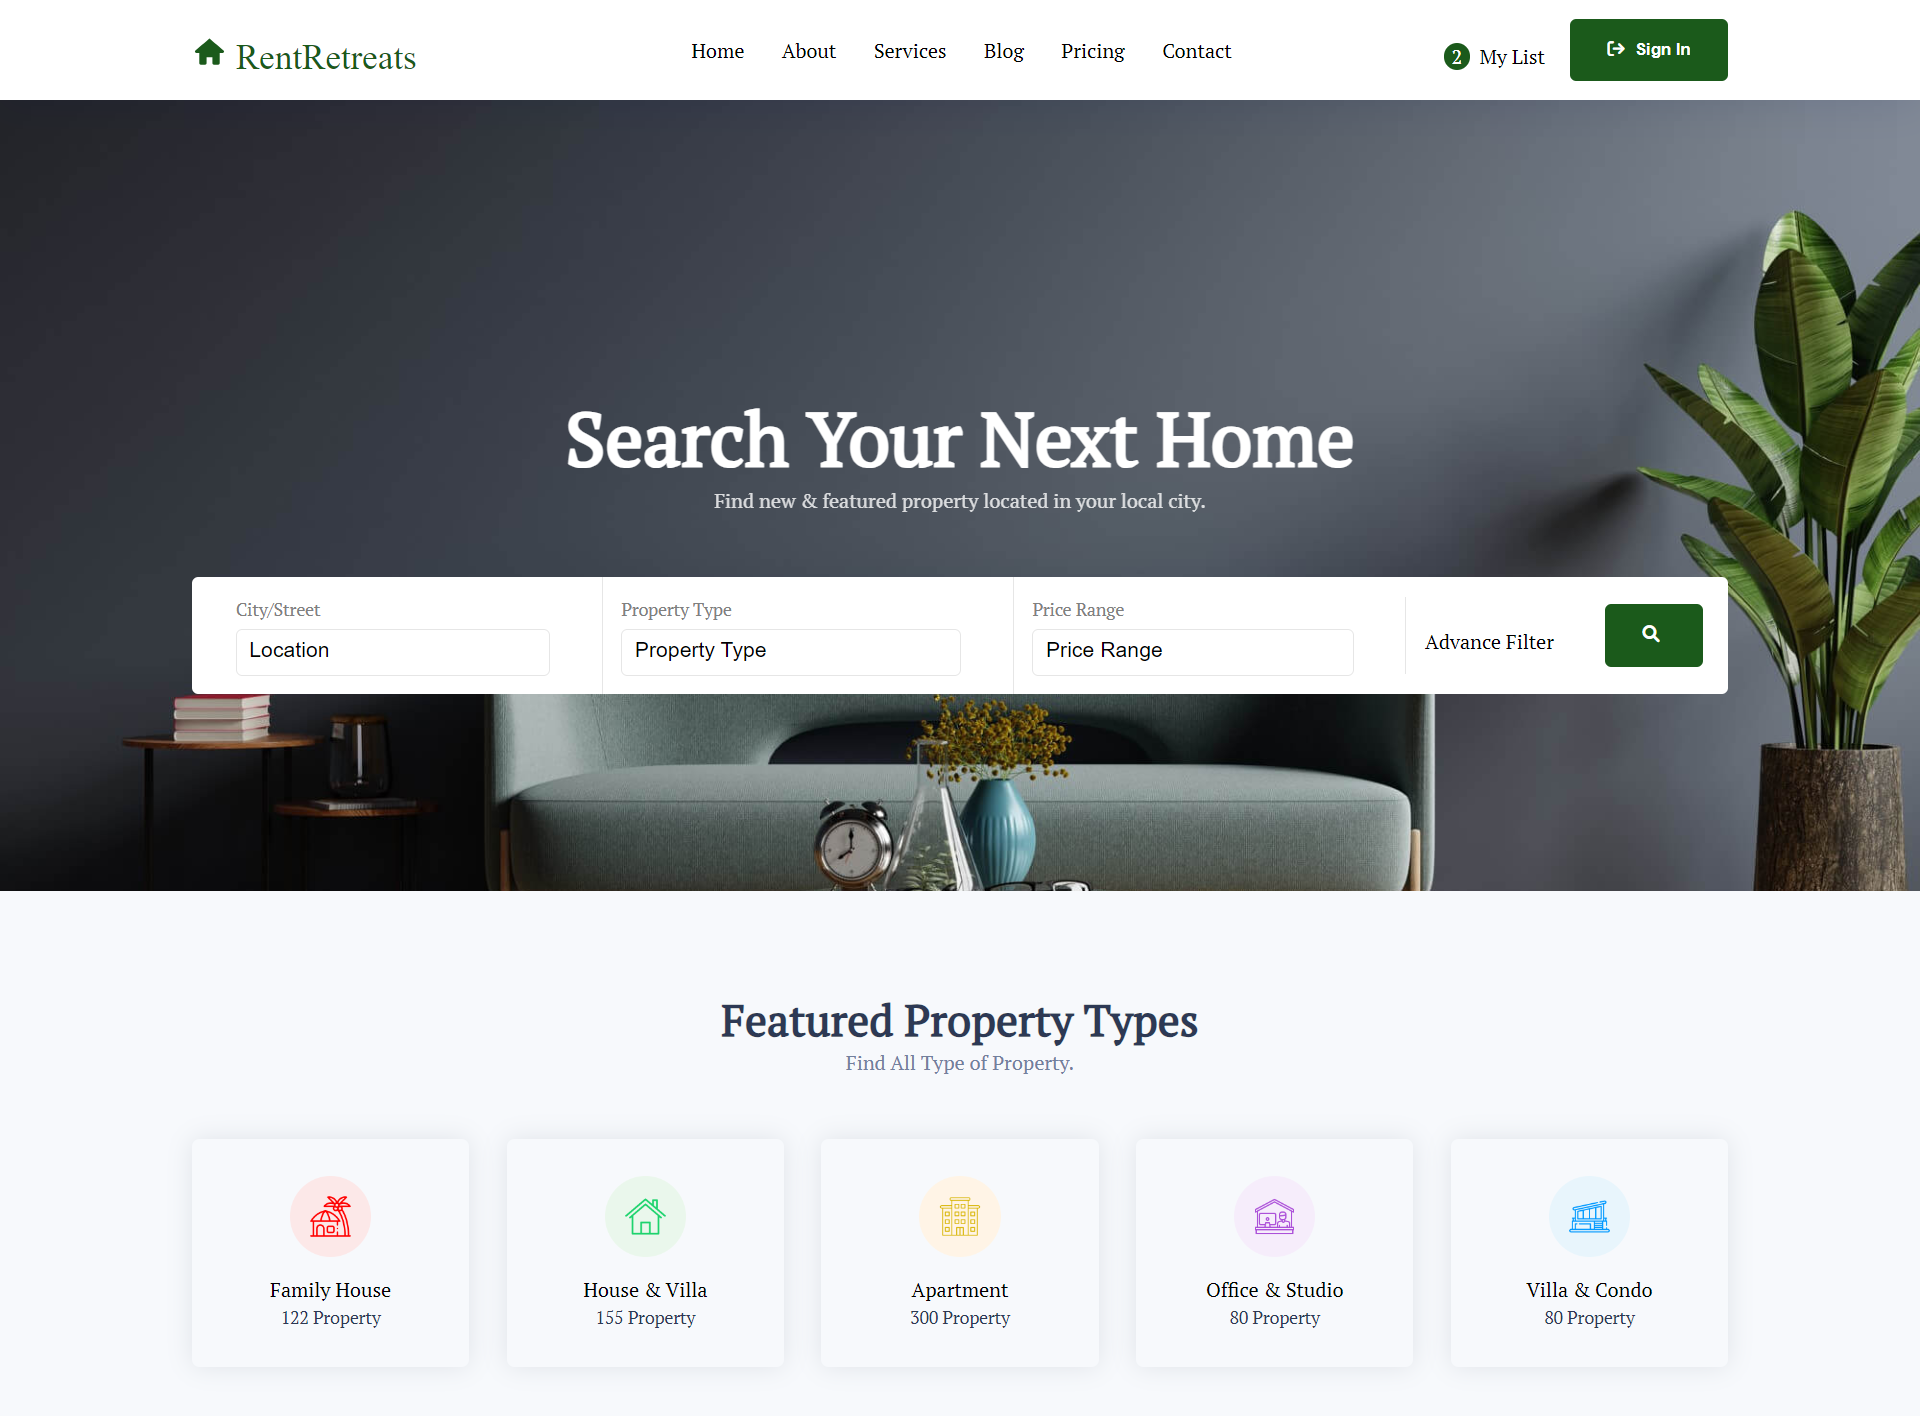 RentRetreats
Home
About
Services
Blog
Pricing
Contact
2 My List
Sign In
Search Your Next Home
Find new & featured property located in your local city.
City/Street
Location
Property Type
Property Type
Price Range
Price Range
Advance Filter
Featured Property Types
Find All Type of Property.
Family House
122 Property
House & Villa
155 Property
Apartment
300 Property
Office & Studio
80 Property
Villa & Condo
80 Property